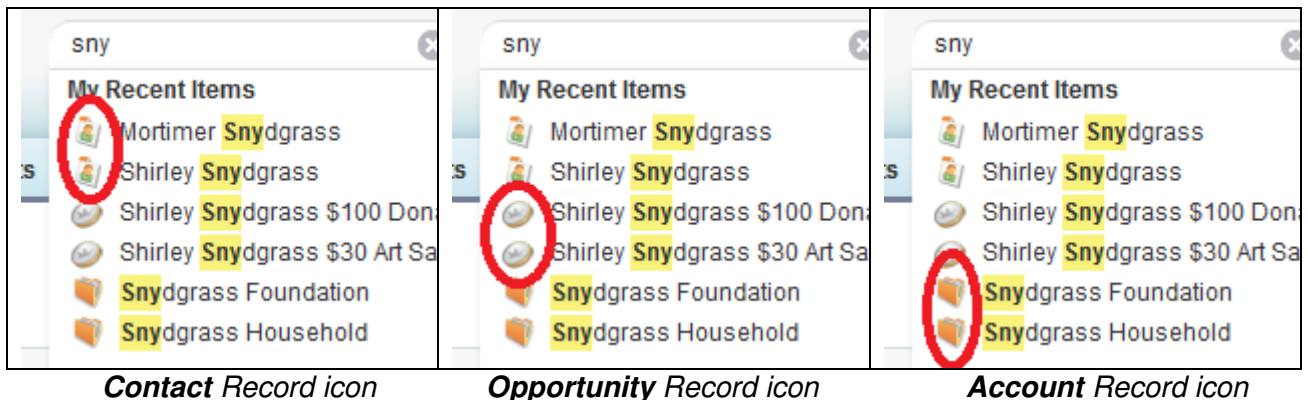 sny
My Recent Items
Mortimer Snydgrass
ts
Shirley Snydgrass
Shirley Snydgrass $100 Dona
Shirley Snydgrass $30 Art Sa
Snydgrass Foundation
Snydgrass Household
Contact Record icon
sny
My Recent Items
Mortimer Snydgrass
ts
Shirley Snydgrass
Shirley Snydgrass $100 Dona
Shirley Snydgrass $30 Art Sa
Snydgrass Foundation
Snydgrass Household
Opportunity Record icon
sny
My Recent Items
Mortimer Snydgrass
ts
Shirley Snydgrass
Shirley Snydgrass $100 Dona
Shirley Snydgrass $30 Art Sa
Snydgrass Foundation
Snydgrass Household
Account Record icon